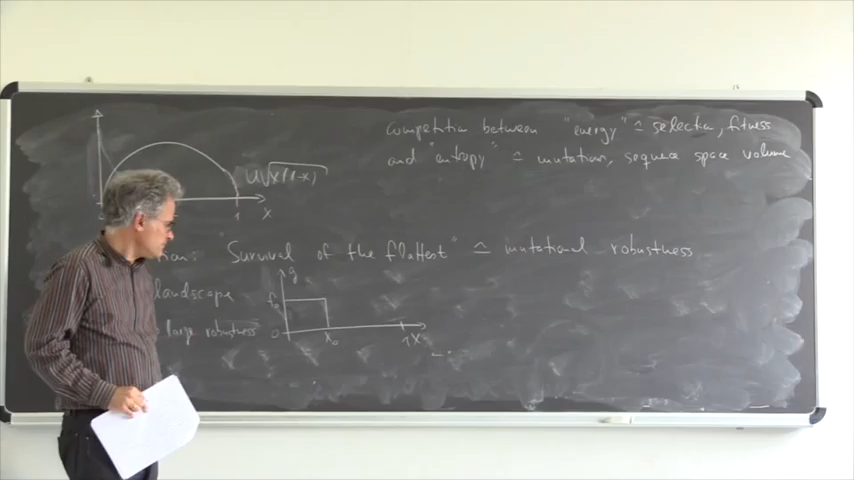 competition between "energy" ≙ selection, fitness
and "entropy" ≙ mutation, sequence space volume
U√x(1-x)
1 x
"Survival of the flattest" ≙ mutational robustness
g
landscape
f₀
large robustness
0
x₀
1 x